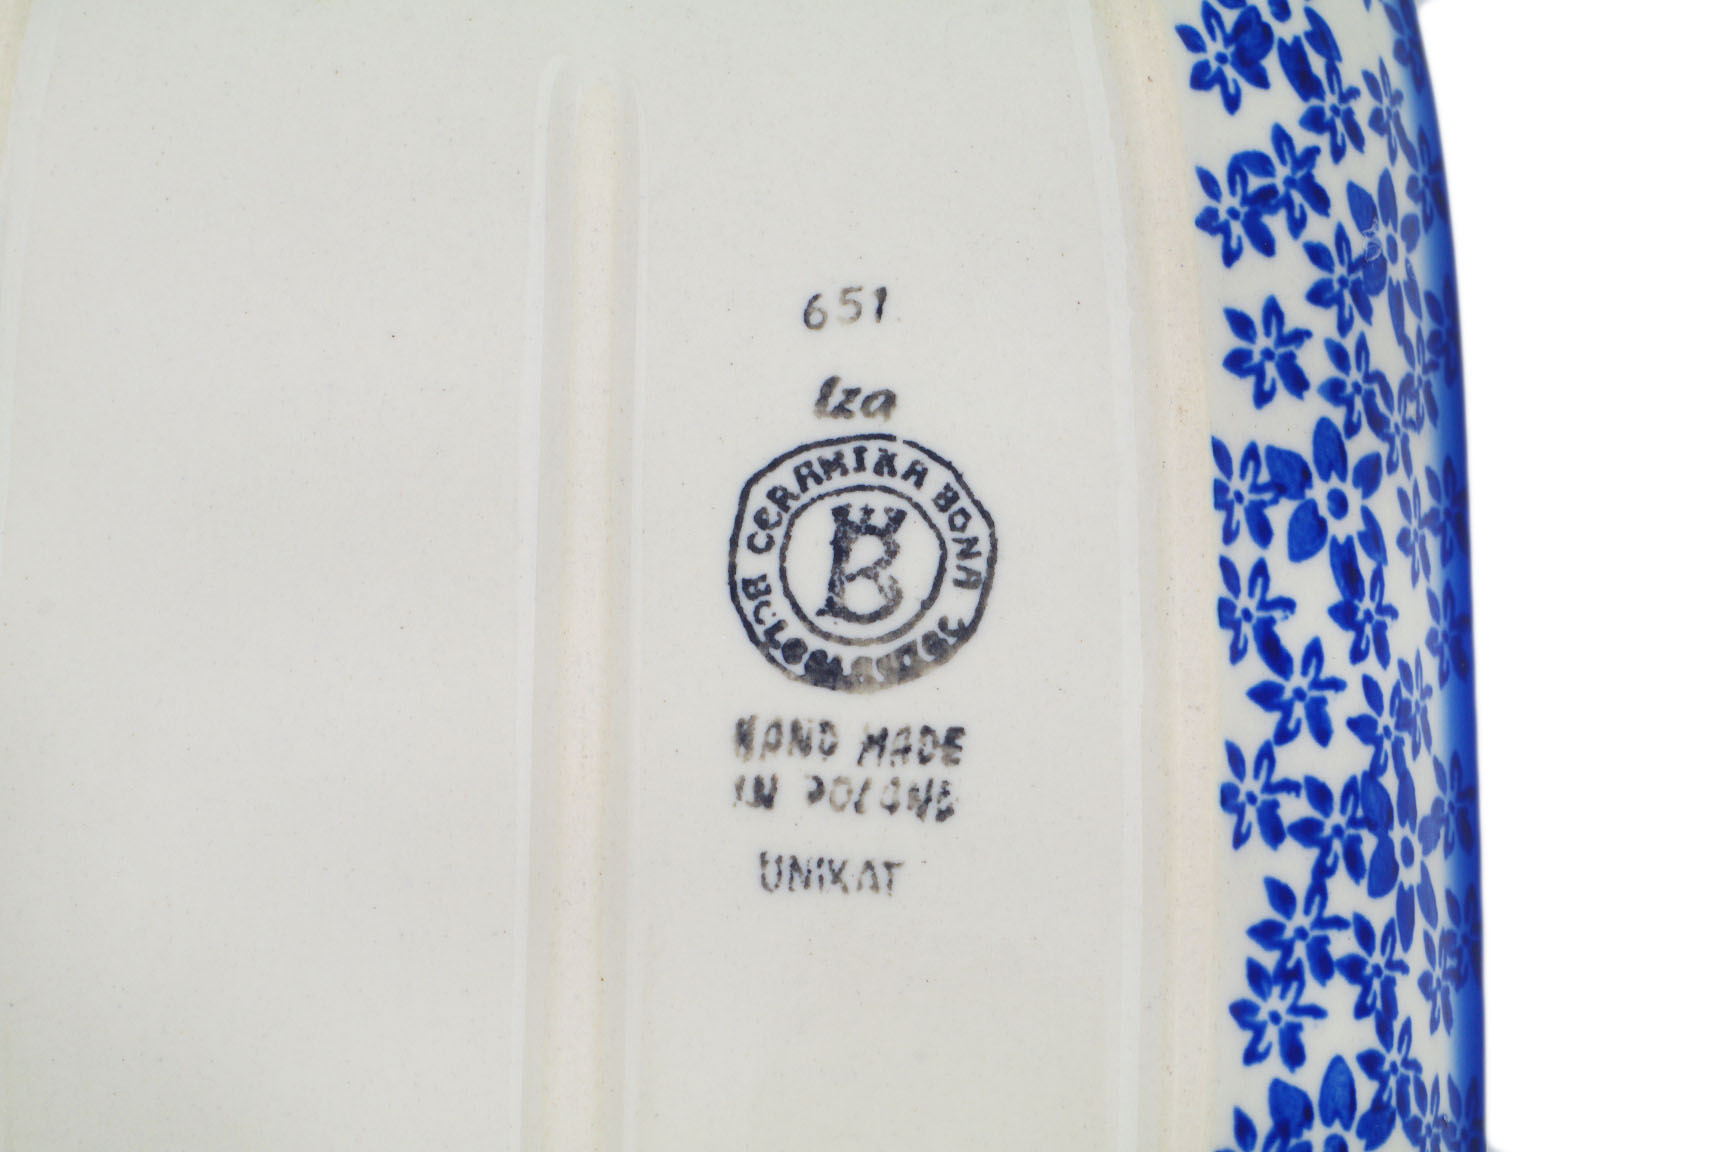 651
Iza
CERAMIKA BONA
B
HAND MADE
IN POLAND
UNIKAT